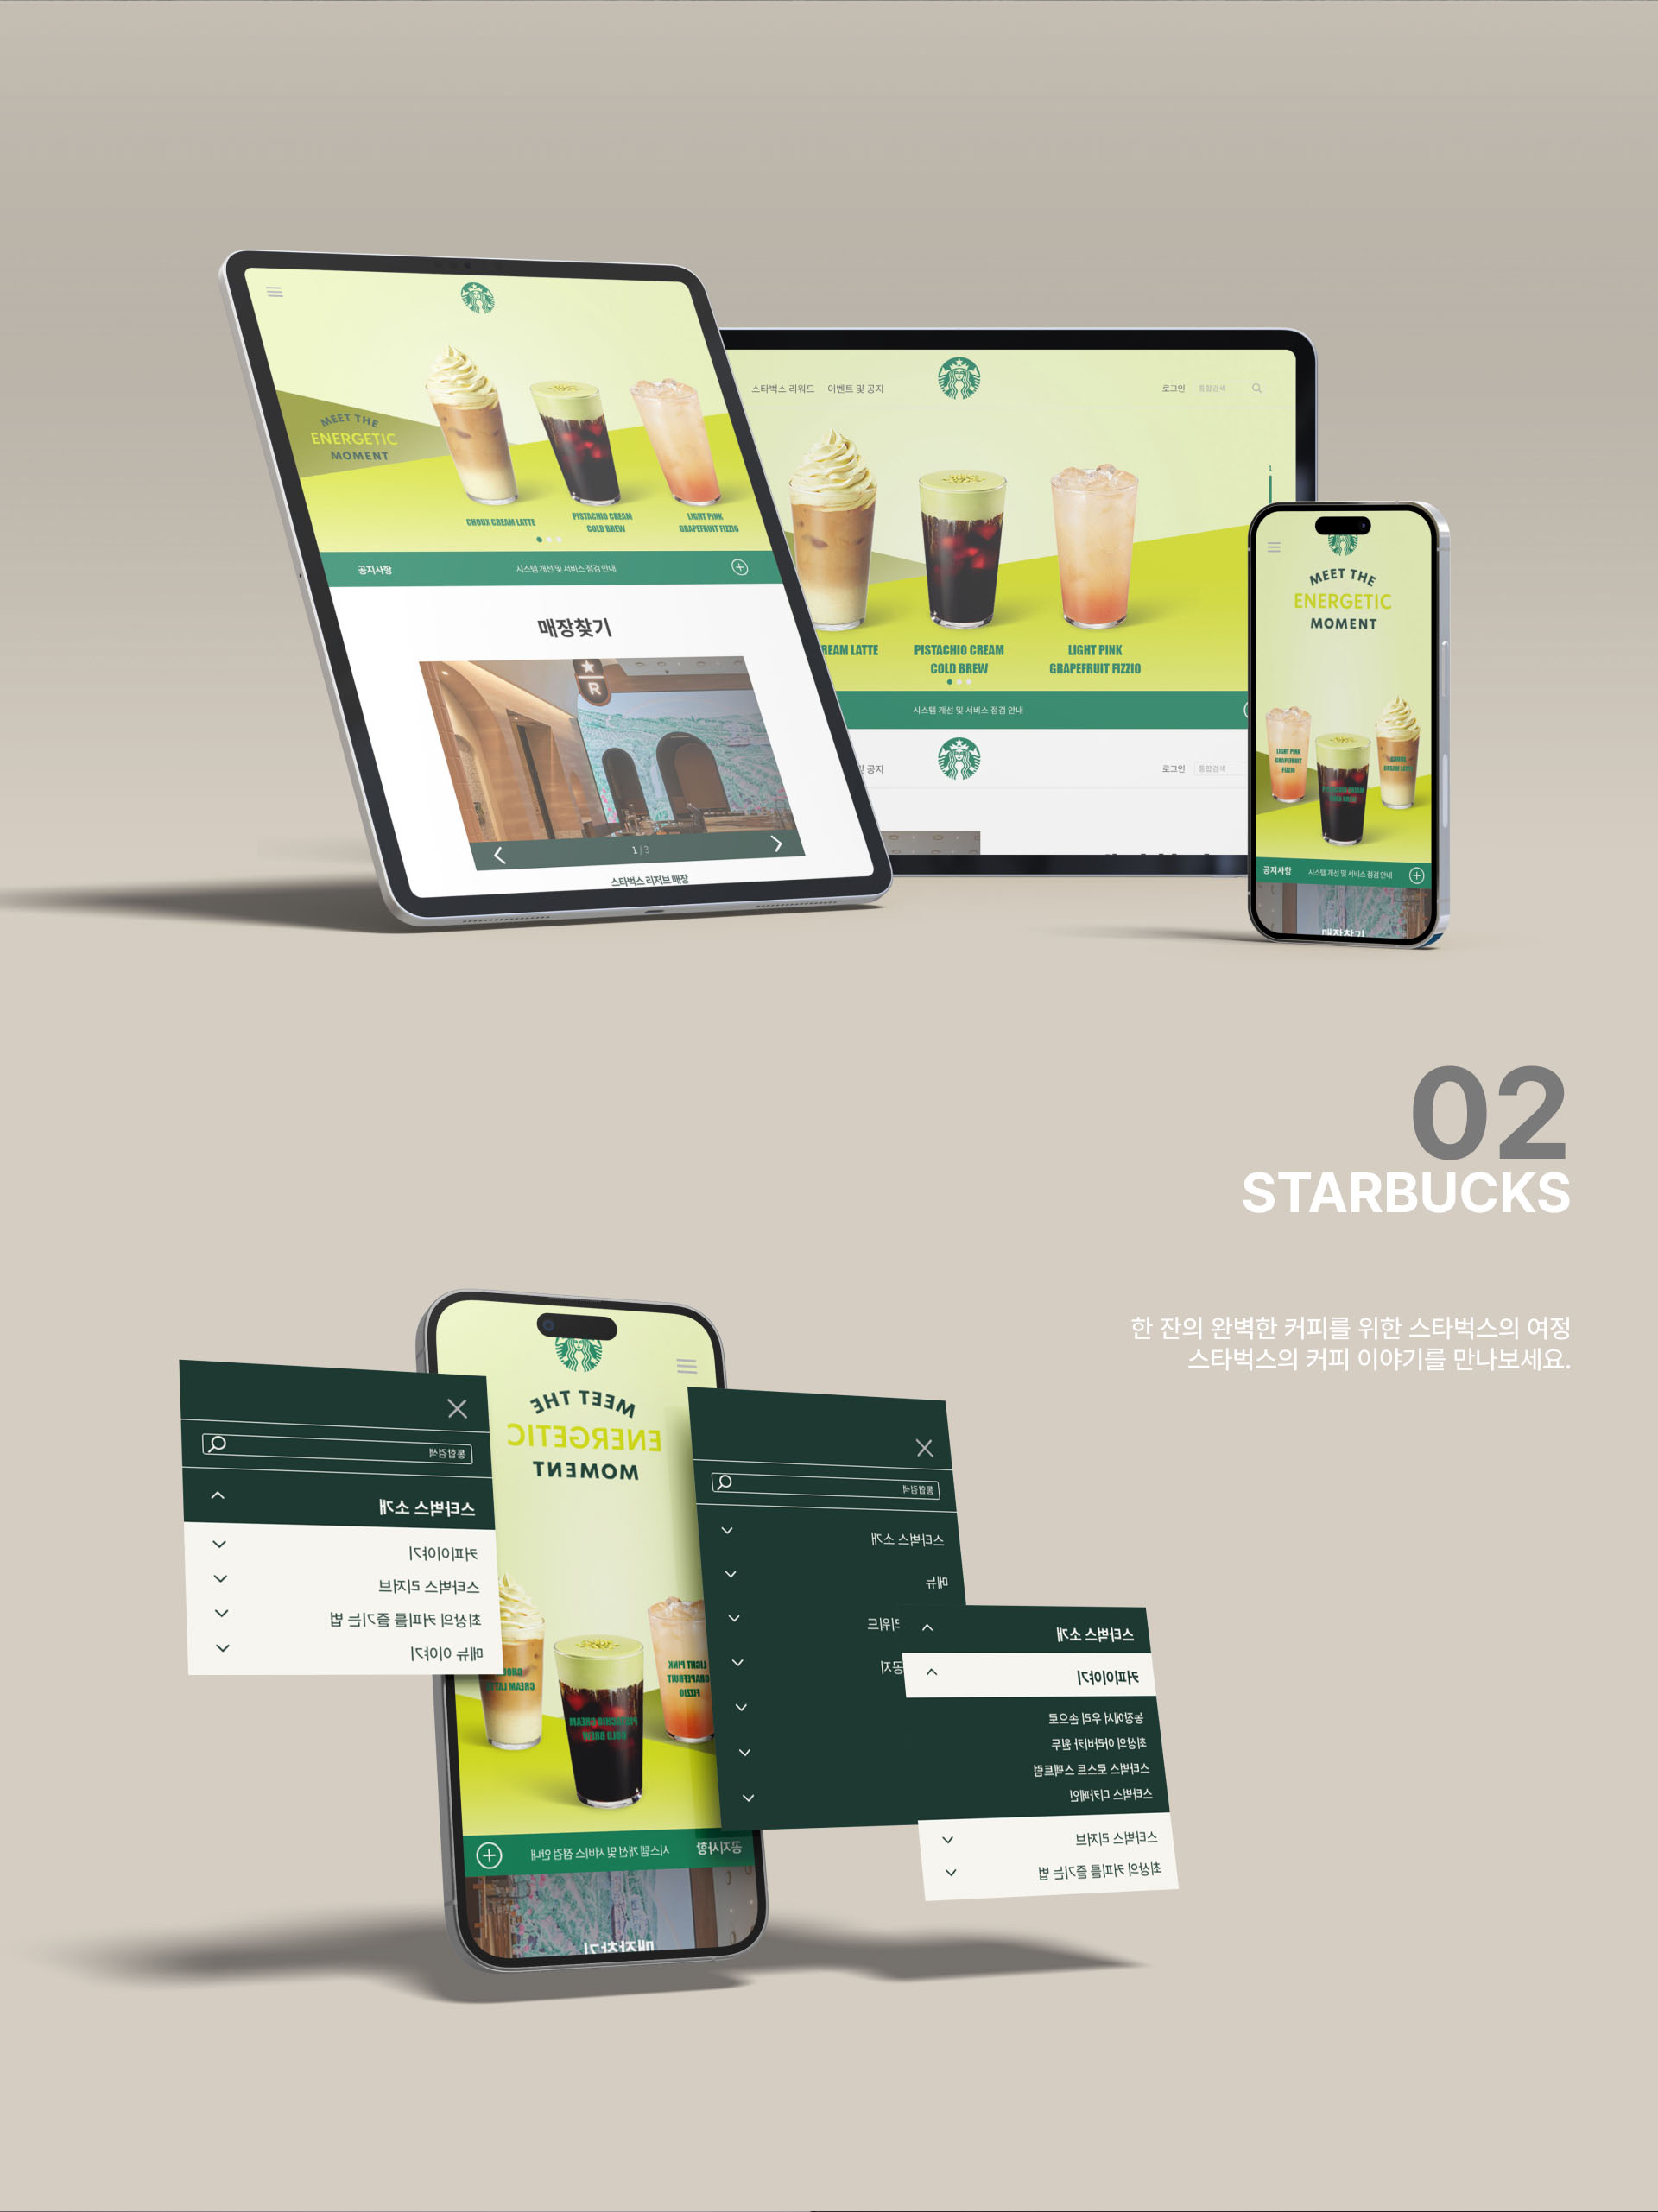 MEET THE
ENERGETIC
MOMENT
CHOUX CREAM LATTE
PISTACHIO CREAM
COLD BREW
LIGHT PINK
GRAPEFRUIT FIZZIO
공지사항
시스템 개선 및 서비스 점검 안내
매장찾기
R
1 / 3
스타벅스 리저브 매장
스타벅스 리워드
이벤트 및 공지
로그인
통합검색
1
REAM LATTE
PISTACHIO CREAM
COLD BREW
LIGHT PINK
GRAPEFRUIT FIZZIO
시스템 개선 및 서비스 점검 안내
및 공지
로그인
통합검색
MEET THE
ENERGETIC
MOMENT
LIGHT PINK
GRAPEFRUIT
FIZZIO
PISTACHIO CREAM
COLD BREW
CHOUX
CREAM LATTE
공지사항
시스템 개선 및 서비스 점검 안내
매장찾기
02
STARBUCKS
한 잔의 완벽한 커피를 위한 스타벅스의 여정
스타벅스의 커피 이야기를 만나보세요.
통합검색
스타벅스 소개
커피이야기
스타벅스 리저브
최상의 커피를 즐기는 법
메뉴 이야기
MEET THE
ENERGETIC
MOMENT
CHOUX
CREAM LATTE
PISTACHIO CREAM
COLD BREW
LIGHT PINK
GRAPEFRUIT
FIZZIO
공지사항
시스템 개선 및 서비스 점검 안내
매장찾기
통합검색
스타벅스 소개
메뉴
리워드
공지
스타벅스 소개
커피이야기
농장에서 우리 손으로
최상의 아라비카 원두
스타벅스 로스트 스펙트럼
스타벅스 디카페인
스타벅스 리저브
최상의 커피를 즐기는 법